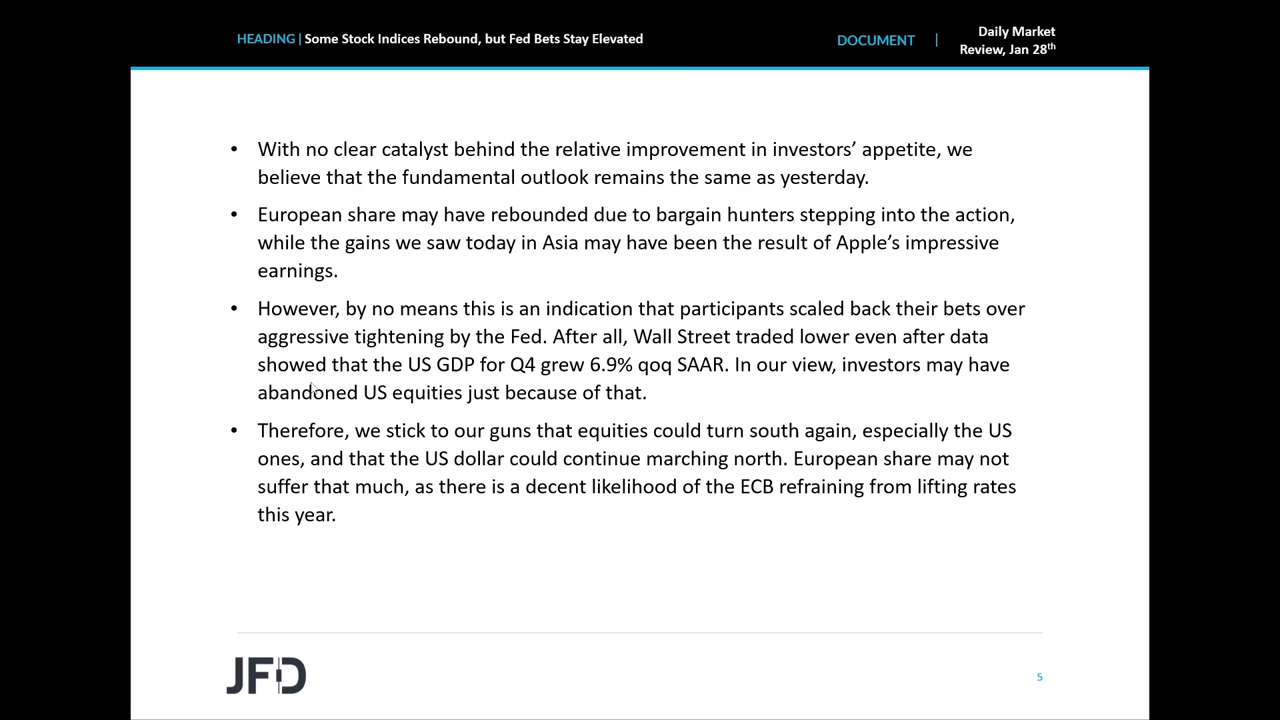 HEADING | Some Stock Indices Rebound, but Fed Bets Stay Elevated
DOCUMENT |
Daily Market
Review, Jan 28th
• With no clear catalyst behind the relative improvement in investors’ appetite, we
believe that the fundamental outlook remains the same as yesterday.
• European share may have rebounded due to bargain hunters stepping into the action,
while the gains we saw today in Asia may have been the result of Apple’s impressive
earnings.
• However, by no means this is an indication that participants scaled back their bets over
aggressive tightening by the Fed. After all, Wall Street traded lower even after data
showed that the US GDP for Q4 grew 6.9% qoq SAAR. In our view, investors may have
abandoned US equities just because of that.
• Therefore, we stick to our guns that equities could turn south again, especially the US
ones, and that the US dollar could continue marching north. European share may not
suffer that much, as there is a decent likelihood of the ECB refraining from lifting rates
this year.
JFD
5